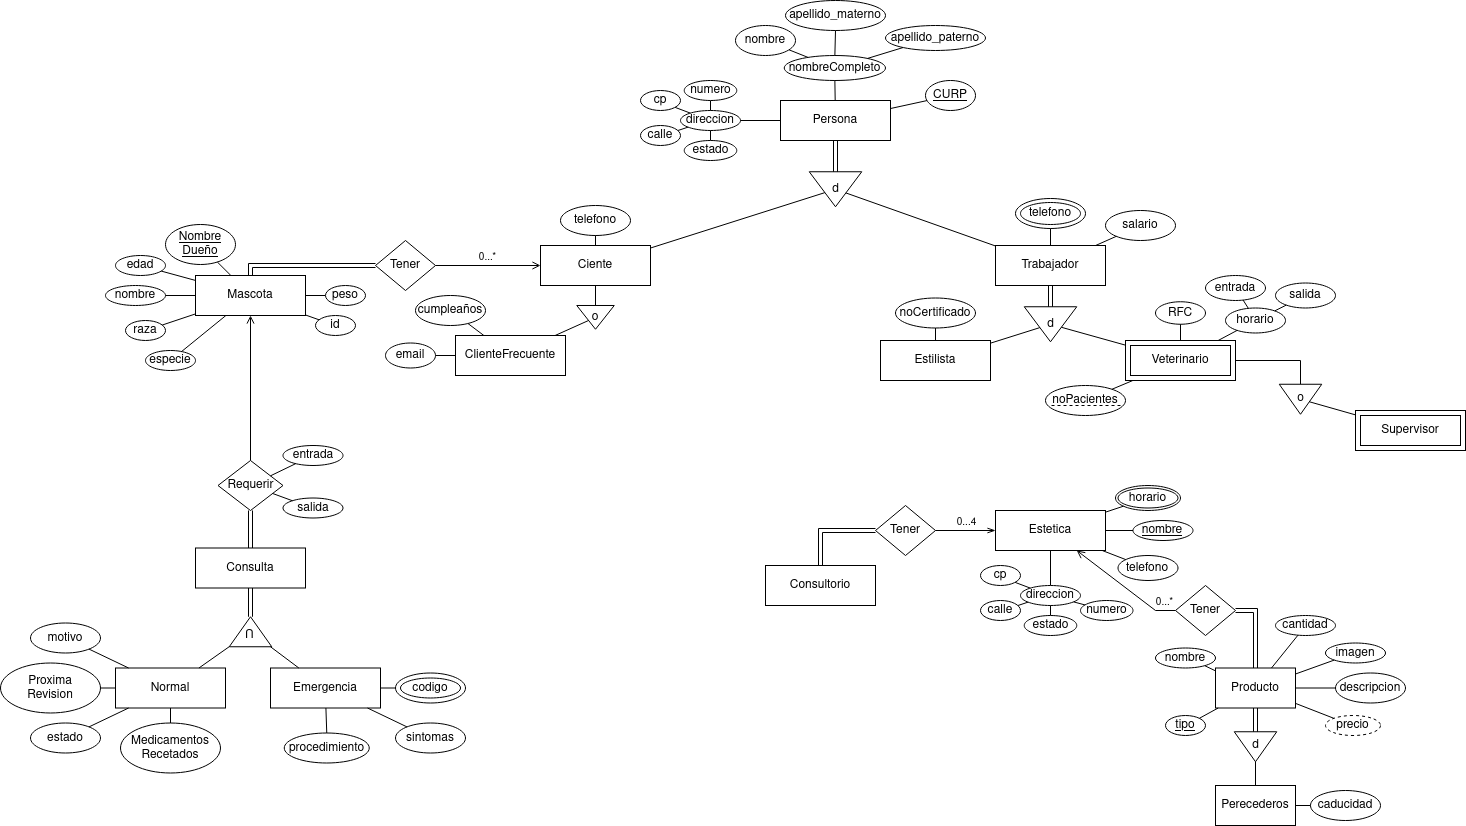 apellido_materno
nombre
apellido_paterno
nombreCompleto
numero
cp
CURP
direccion
Persona
calle
estado
d
telefono
telefono
salario
Nombre
Dueño
edad
Tener
0...*
Ciente
Trabajador
Mascota
nombre
peso
entrada
salida
cumpleaños
o
noCertificado
RFC
horario
raza
id
d
especie
email
ClienteFrecuente
Estilista
Veterinario
noPacientes
o
Supervisor
entrada
Requerir
salida
horario
Tener
0...4
Estetica
nombre
Consulta
telefono
cp
Consultorio
direccion
calle
numero
0...*
Tener
estado
cantidad
motivo
∩
nombre
imagen
Proxima
Revision
Normal
Emergencia
codigo
Producto
descripcion
tipo
precio
estado
Medicamentos
Recetados
procedimiento
sintomas
d
Perecederos
caducidad